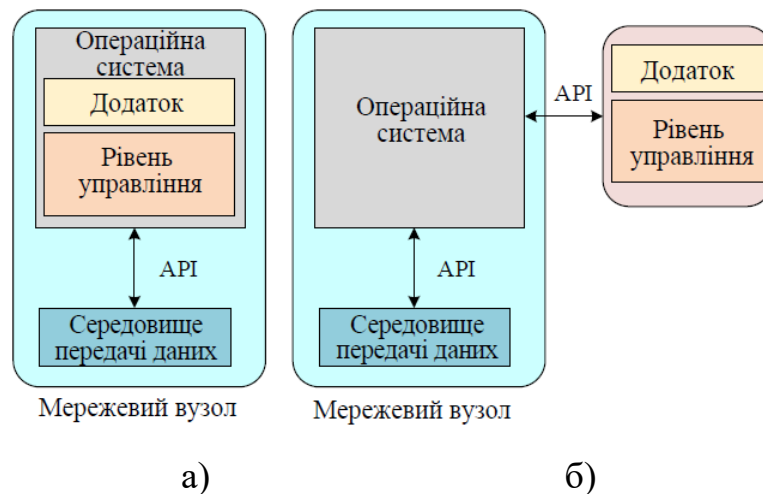 Операційна
система
Додаток
Рівень
управління
API
Середовище
передачі даних
Мережевий вузол
а)
Операційна
система
API
Додаток
Рівень
управління
API
Середовище
передачі даних
Мережевий вузол
б)